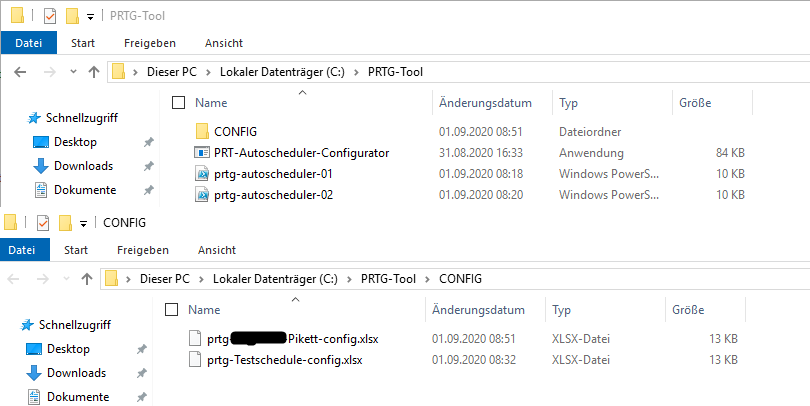 PRTG-Tool
Datei Start Freigeben Ansicht
Dieser PC > Lokaler Datenträger (C:) > PRTG-Tool
Name Änderungsdatum Typ Größe
Schnellzugriff
Desktop
Downloads
Dokumente
CONFIG 01.09.2020 08:51 Dateiordner
PRT-Autoscheduler-Configurator 31.08.2020 16:33 Anwendung 84 KB
prtg-autoscheduler-01 01.09.2020 08:18 Windows PowerS... 10 KB
prtg-autoscheduler-02 01.09.2020 08:20 Windows PowerS... 10 KB
CONFIG
Datei Start Freigeben Ansicht
Dieser PC > Lokaler Datenträger (C:) > PRTG-Tool > CONFIG
Name Änderungsdatum Typ Größe
Schnellzugriff
Desktop
Downloads
Dokumente
prtg- Pikett-config.xlsx 01.09.2020 08:51 XLSX-Datei 13 KB
prtg-Testschedule-config.xlsx 01.09.2020 08:32 XLSX-Datei 13 KB